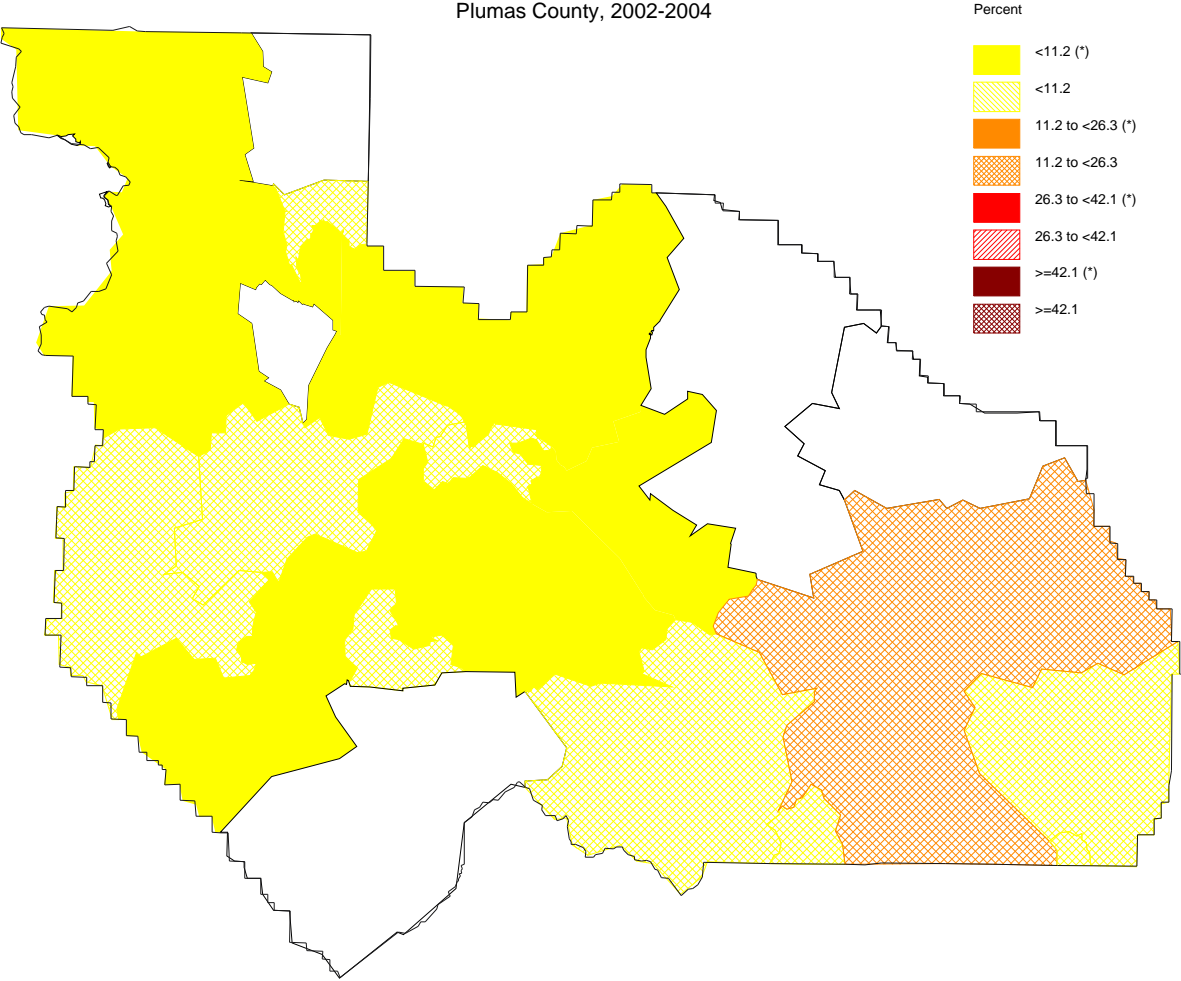 Plumas County, 2002-2004
Percent
<11.2 (*)
<11.2
11.2 to <26.3 (*)
11.2 to <26.3
26.3 to <42.1 (*)
26.3 to <42.1
>=42.1 (*)
>=42.1